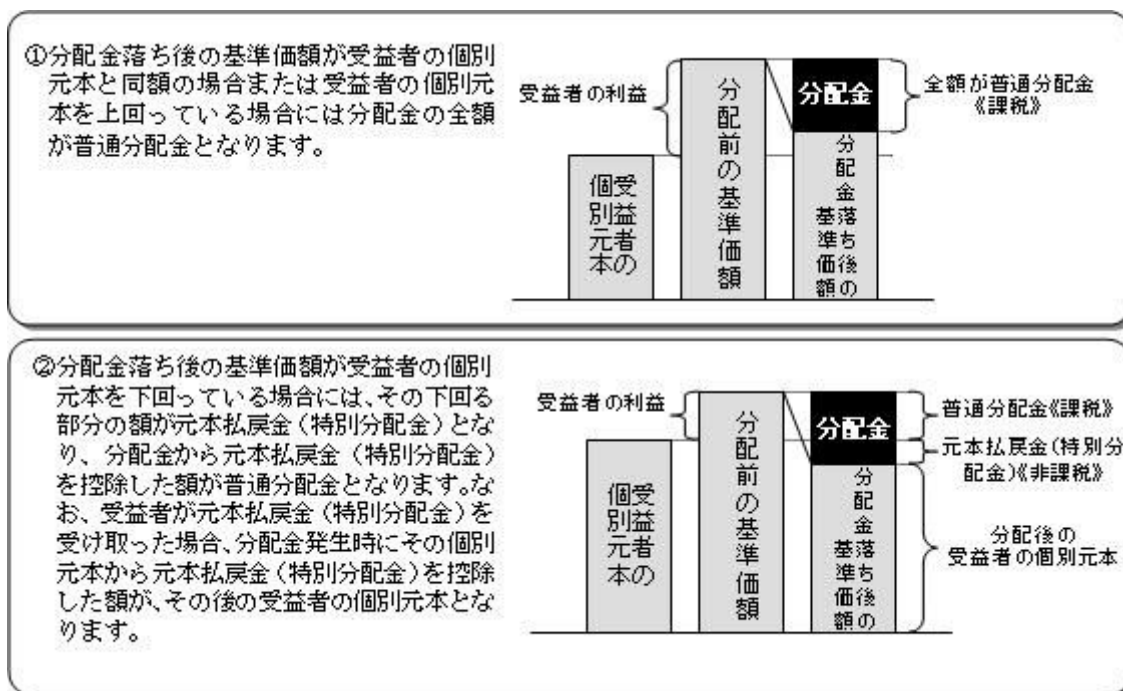 ①分配金落ち後の基準価額が受益者の個別
元本と同額の場合または受益者の個別元
本を上回っている場合には分配金の全額
が普通分配金となります。
受益者の利益
受益者の
個別元本
分配前の基準価額
分配金
分配金落ち後の
基準価額
全額が普通分配金
《課税》
②分配金落ち後の基準価額が受益者の個別
元本を下回っている場合には、その下回る
部分の額が元本払戻金（特別分配金）とな
り、分配金から元本払戻金（特別分配金）
を控除した額が普通分配金となります。な
お、受益者が元本払戻金（特別分配金）を
受け取った場合、分配金発生時にその個別
元本から元本払戻金（特別分配金）を控除
した額が、その後の受益者の個別元本とな
ります。
受益者の利益
受益者の
個別元本
分配前の基準価額
分配金
分配金落ち後の
基準価額
普通分配金《課税》
元本払戻金(特別分
配金)《非課税》
分配後の
受益者の個別元本